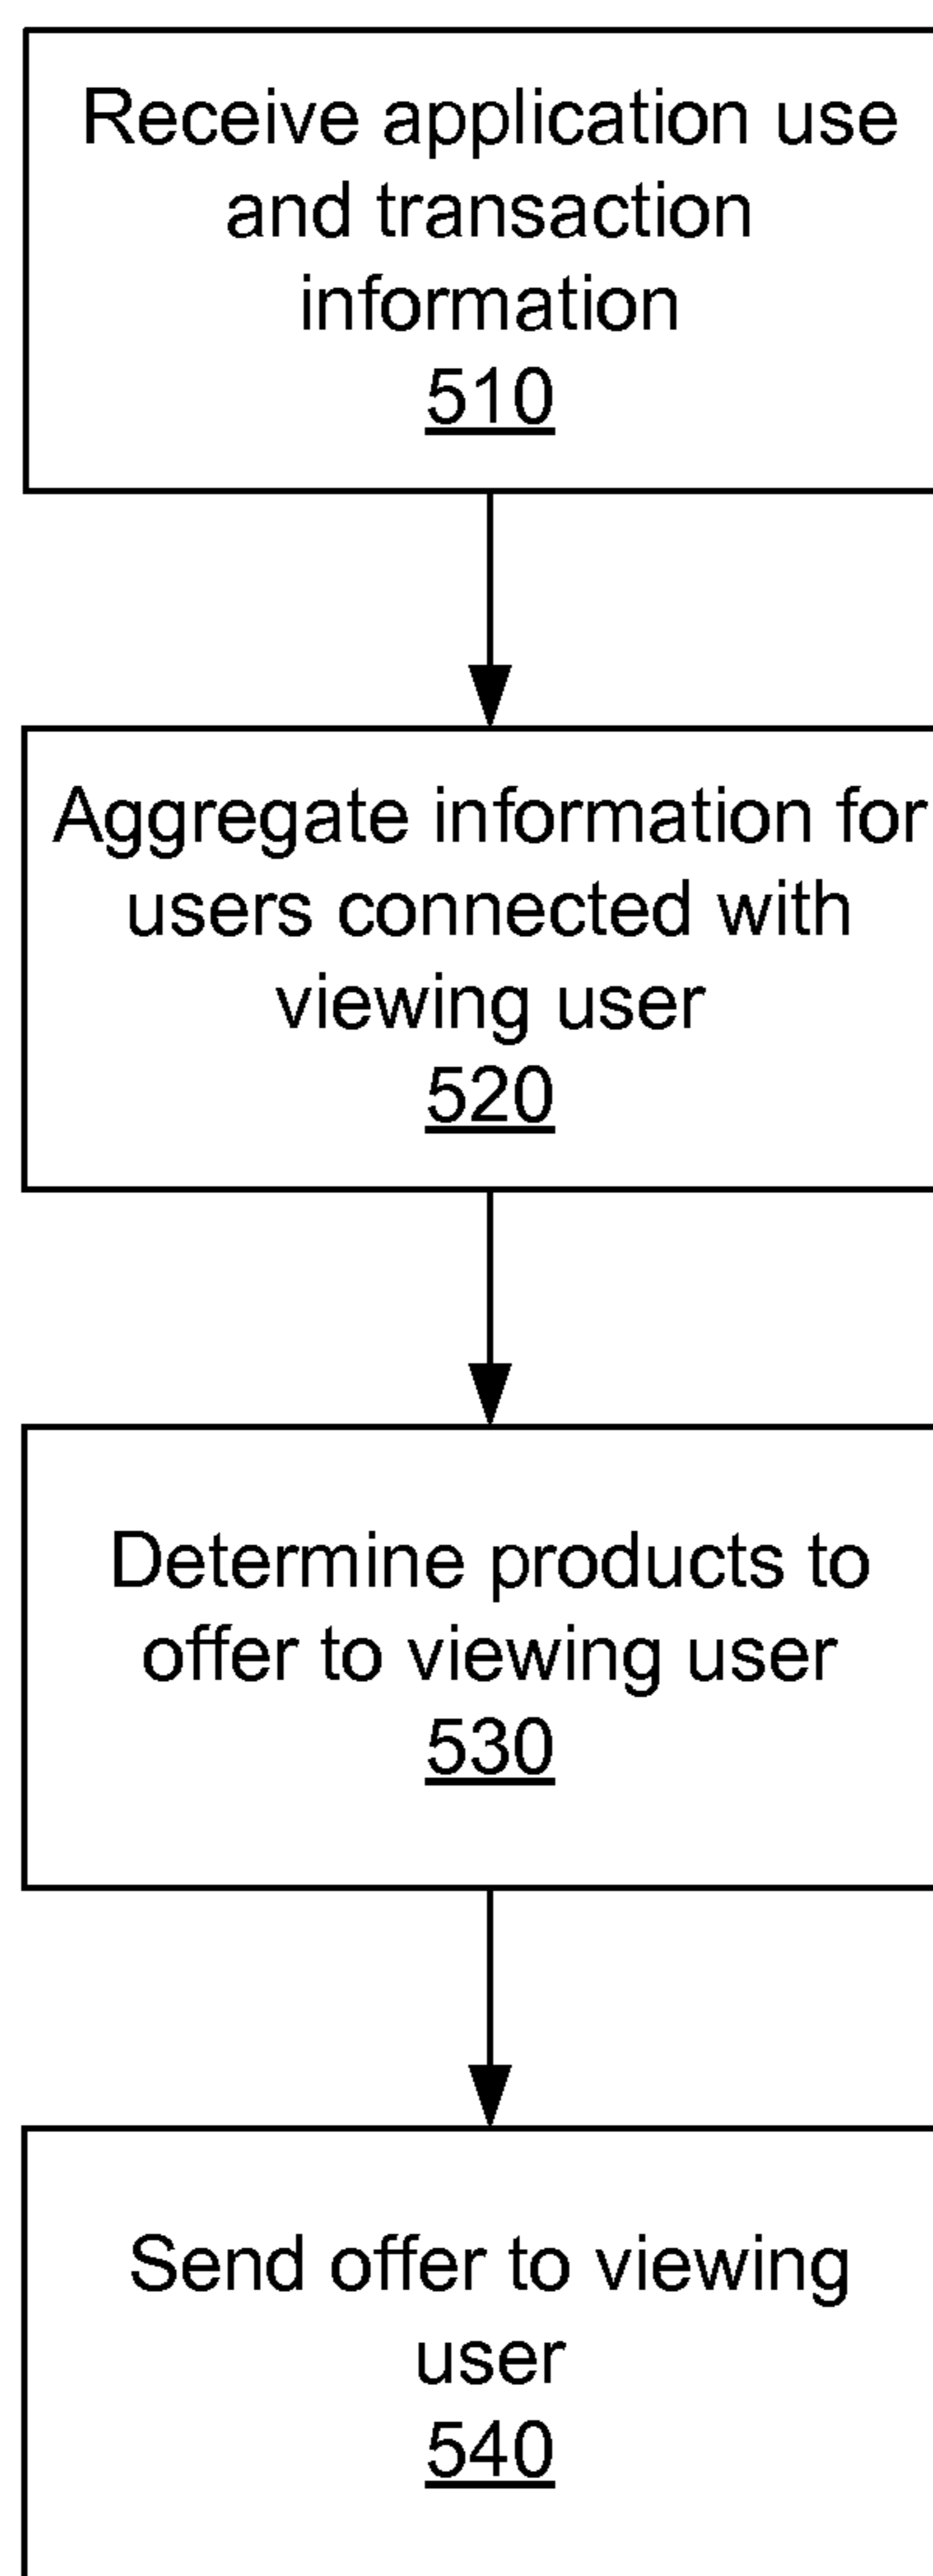 Receive application use
and transaction
information
510
Aggregate information for
users connected with
viewing user
520
Determine products to
offer to viewing user
530
Send offer to viewing
user
540